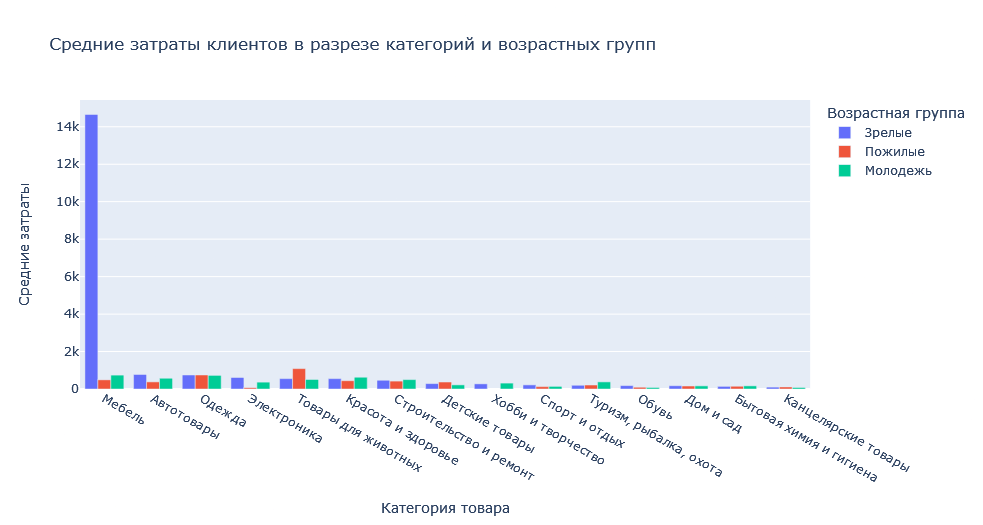 Средние затраты клиентов в разрезе категорий и возрастных групп
Возрастная группа
Зрелые
Пожилые
Молодежь
Средние затраты
14k
12k
10k
8k
6k
4k
2k
0
Мебель
Автотовары
Одежда
Электроника
Товары для животных
Красота и здоровье
Строительство и ремонт
Детские товары
Хобби и творчество
Спорт и отдых
Туризм, рыбалка, охота
Обувь
Дом и сад
Бытовая химия и гигиена
Канцелярские товары
Категория товара